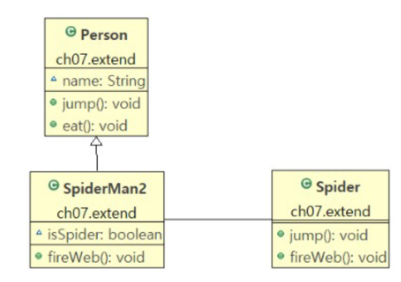 Person
ch07.extend
name: String
jump(): void
eat(): void
SpiderMan2
ch07.extend
isSpider: boolean
fireWeb(): void
Spider
ch07.extend
jump(): void
fireWeb(): void